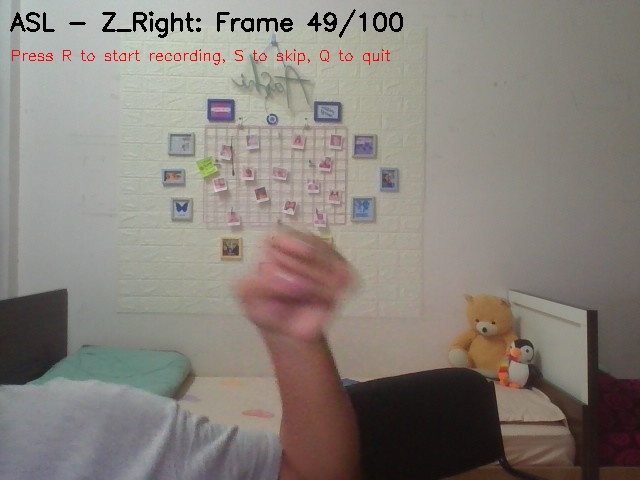 ASL - Z_Right: Frame 49/100
Press R to start recording, S to skip, Q to quit